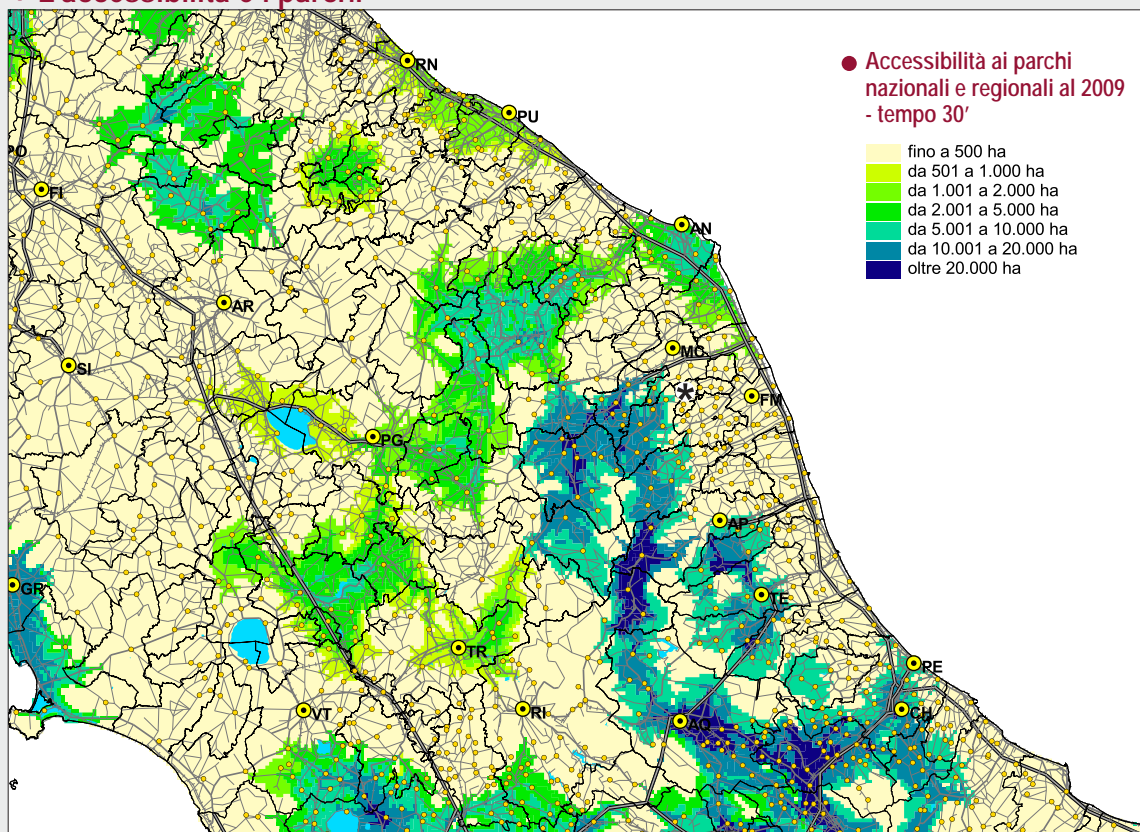 ● Accessibilità ai parchi
nazionali e regionali al 2009
- tempo 30'
fino a 500 ha
da 501 a 1.000 ha
da 1.001 a 2.000 ha
da 2.001 a 5.000 ha
da 5.001 a 10.000 ha
da 10.001 a 20.000 ha
oltre 20.000 ha
RN
PU
PO
FI
AN
AR
MC
SI
*
FM
PG
AP
GR
TE
TR
PE
VT
RI
CH
AQ